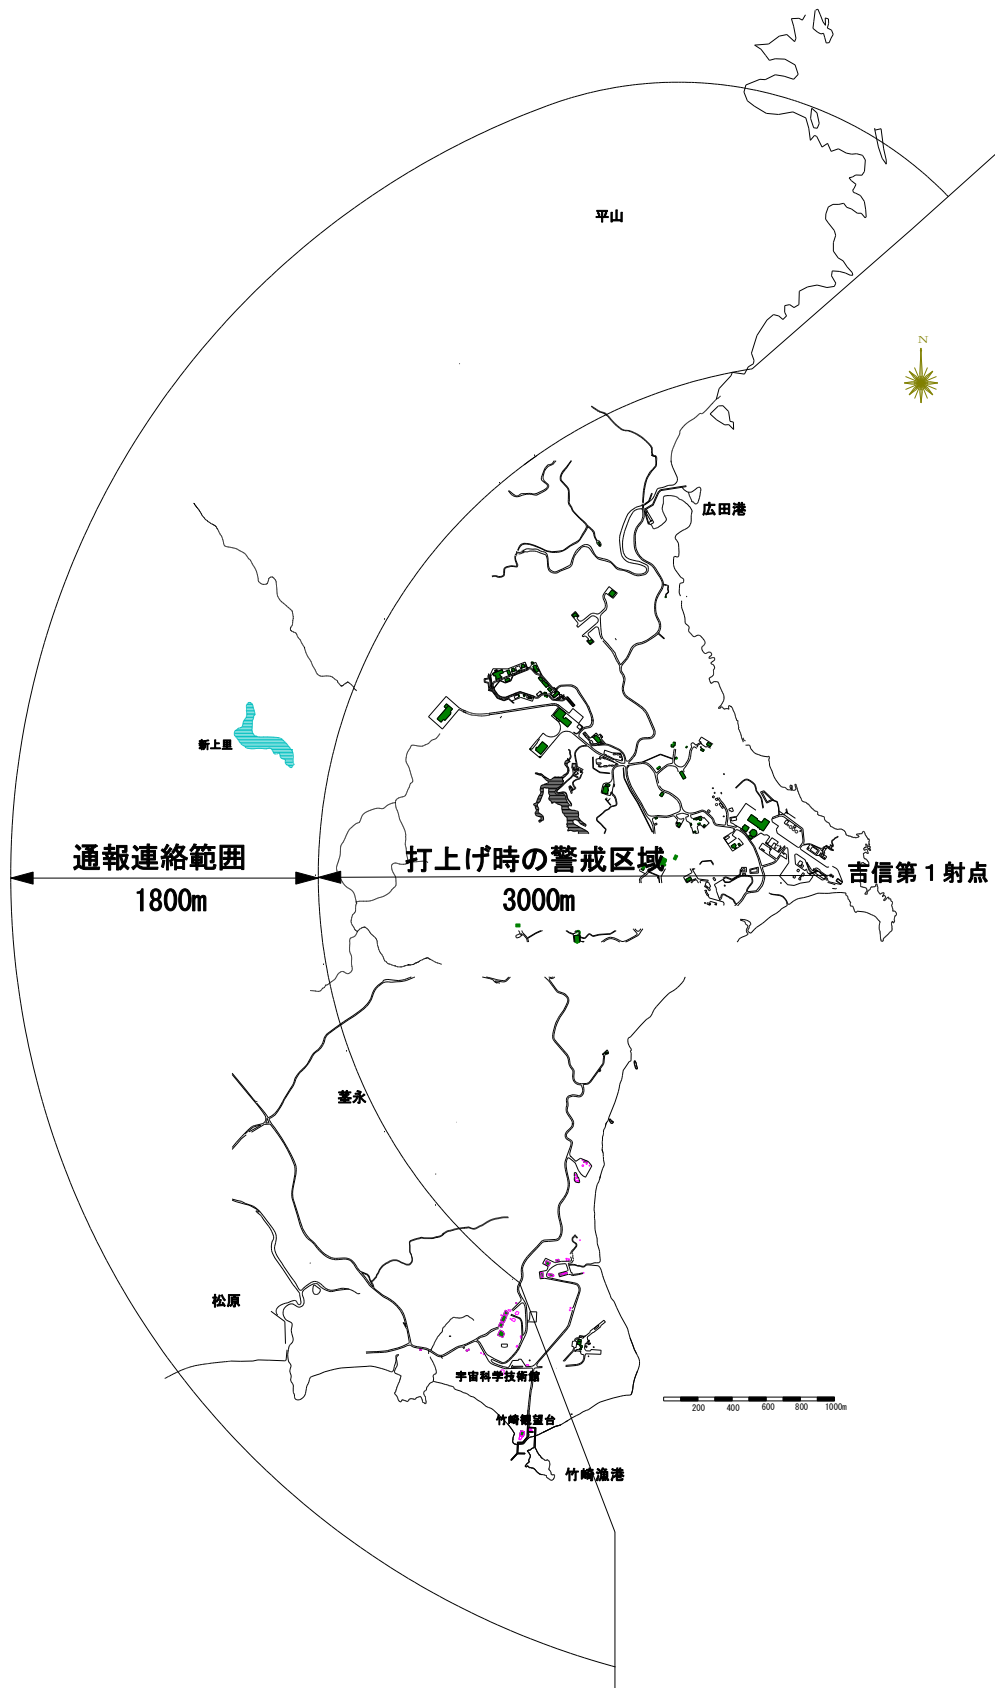 平山
N
広田港
新上里
通報連絡範囲
打上げ時の警戒区域
吉信第１射点
1800m
3000m
茎永
松原
宇宙科学技術館
200 400 600 800 1000m
竹崎観望台
竹崎漁港